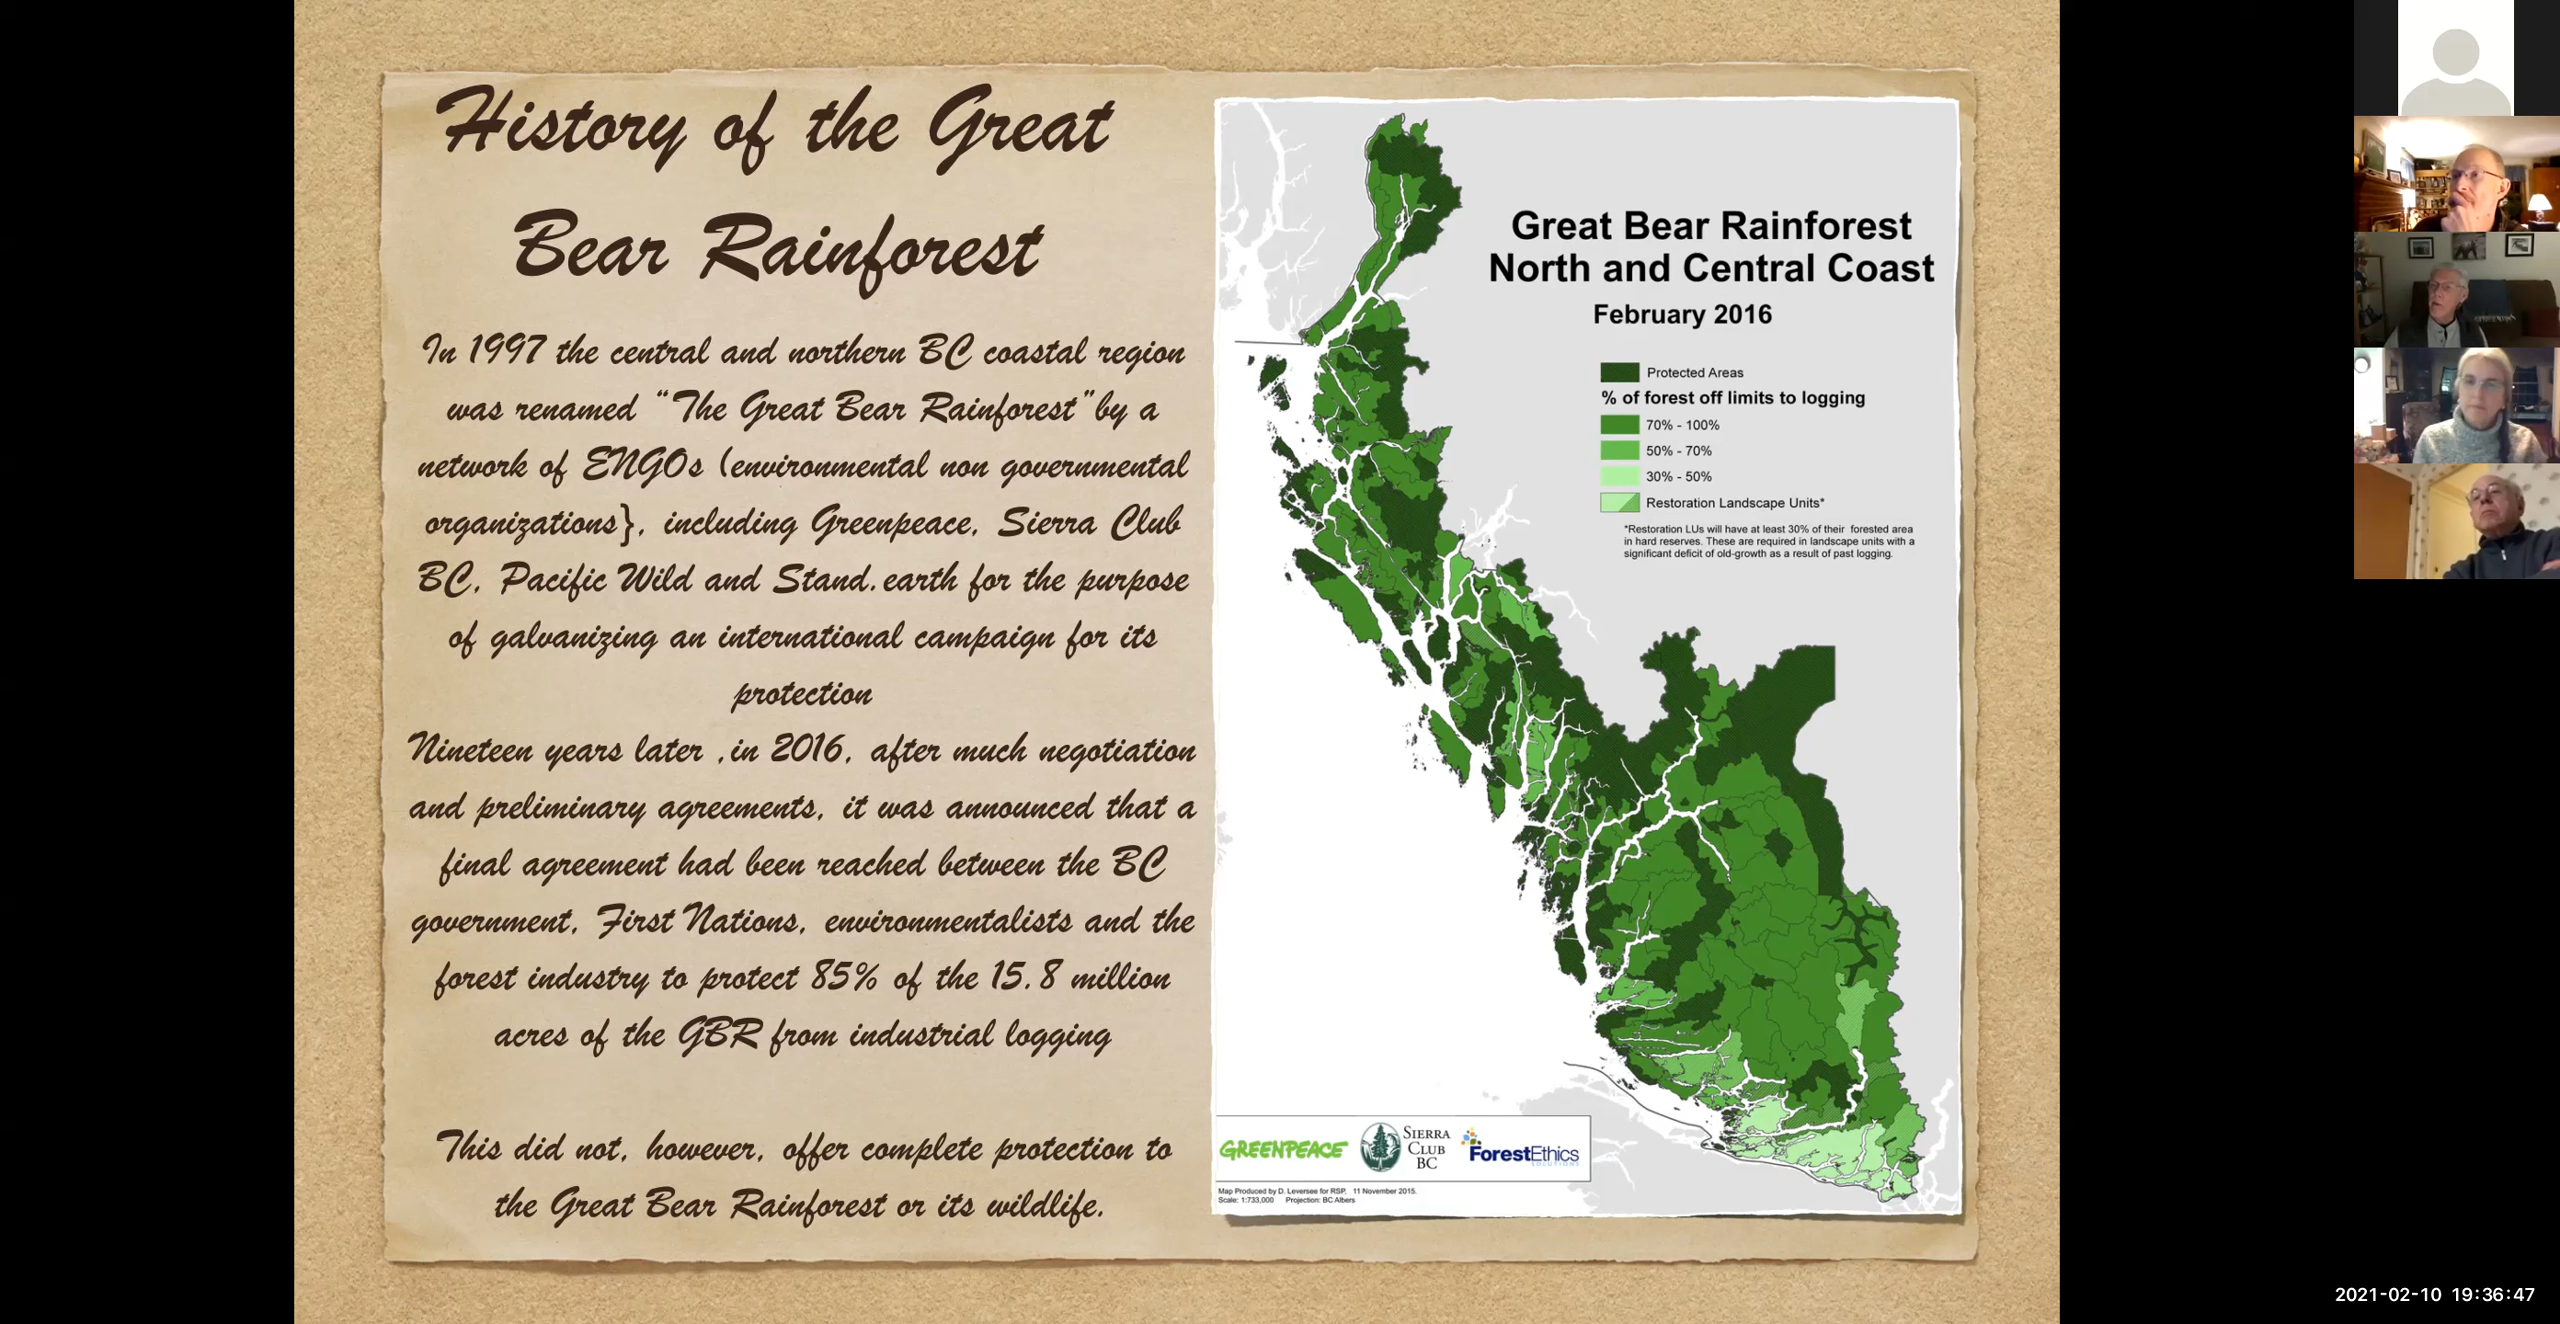 History of the Great
Bear Rainforest
In 1997 the central and northern BC coastal region
was renamed “The Great Bear Rainforest”by a
network of ENGOs (environmental non governmental
organizations}, including Greenpeace, Sierra Club
BC, Pacific Wild and Stand.earth for the purpose
of galvanizing an international campaign for its
protection
Nineteen years later ,in 2016, after much negotiation
and preliminary agreements, it was announced that a
final agreement had been reached between the BC
government, First Nations, environmentalists and the
forest industry to protect 85% of the 15.8 million
acres of the GBR from industrial logging
This did not, however, offer complete protection to
the Great Bear Rainforest or its wildlife.
Great Bear Rainforest
North and Central Coast
February 2016
Protected Areas
% of forest off limits to logging
70% - 100%
50% - 70%
30% - 50%
Restoration Landscape Units*
*Restoration LUs will have at least 30% of their forested area
in hard reserves. These are required in landscape units with a
significant deficit of old-growth as a result of past logging.
GREENPEACE
SIERRA
CLUB
BC
ForestEthics
SOLUTIONS
Map Produced by D. Leversee for RSP, 11 November 2015.
Scale: 1:733,000 Projection: BC Albers
2021-02-10 19:36:47